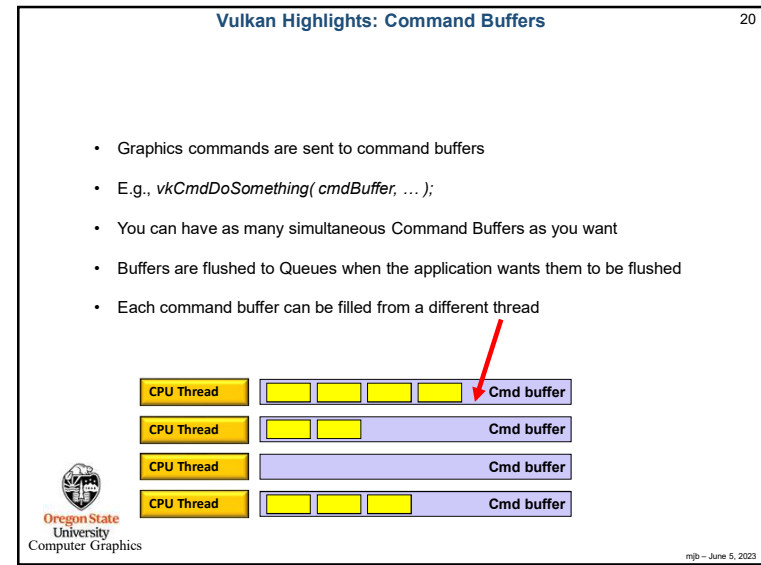 Vulkan Highlights: Command Buffers
20
• Graphics commands are sent to command buffers
• E.g., vkCmdDoSomething( cmdBuffer, … );
• You can have as many simultaneous Command Buffers as you want
• Buffers are flushed to Queues when the application wants them to be flushed
• Each command buffer can be filled from a different thread
CPU Thread Cmd buffer
CPU Thread Cmd buffer
CPU Thread Cmd buffer
CPU Thread Cmd buffer
Oregon State
University
Computer Graphics
mjb – June 5, 2023